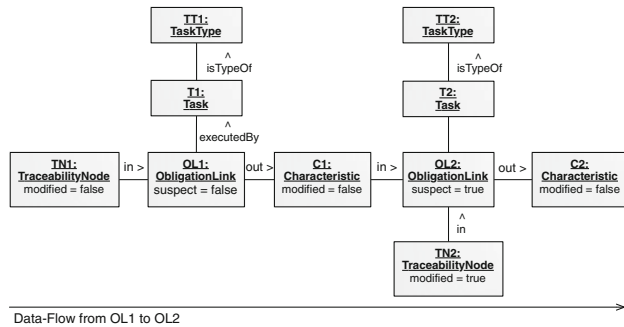 TT1:
TaskType
TT2:
TaskType
^
isTypeOf
^
isTypeOf
T1:
Task
T2:
Task
^
executedBy
TN1:
TraceabilityNode
modified = false
in >
OL1:
ObligationLink
suspect = false
out >
C1:
Characteristic
modified = false
in >
OL2:
ObligationLink
suspect = true
out >
C2:
Characteristic
modified = false
^
in
TN2:
TraceabilityNode
modified = true
Data-Flow from OL1 to OL2